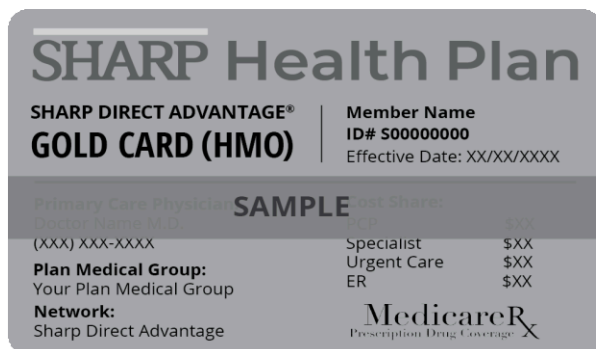 SHARP Health Plan
SHARP DIRECT ADVANTAGE®
GOLD CARD (HMO)
Member Name
ID# S00000000
Effective Date: XX/XX/XXXX
SAMPLE
Primary Care Physician
Doctor Name M.D.
(XXX) XXX-XXXX
Plan Medical Group:
Your Plan Medical Group
Network:
Sharp Direct Advantage
Cost Share:
PCP $XX
Specialist $XX
Urgent Care $XX
ER $XX
MedicareRx
Prescription Drug Coverage